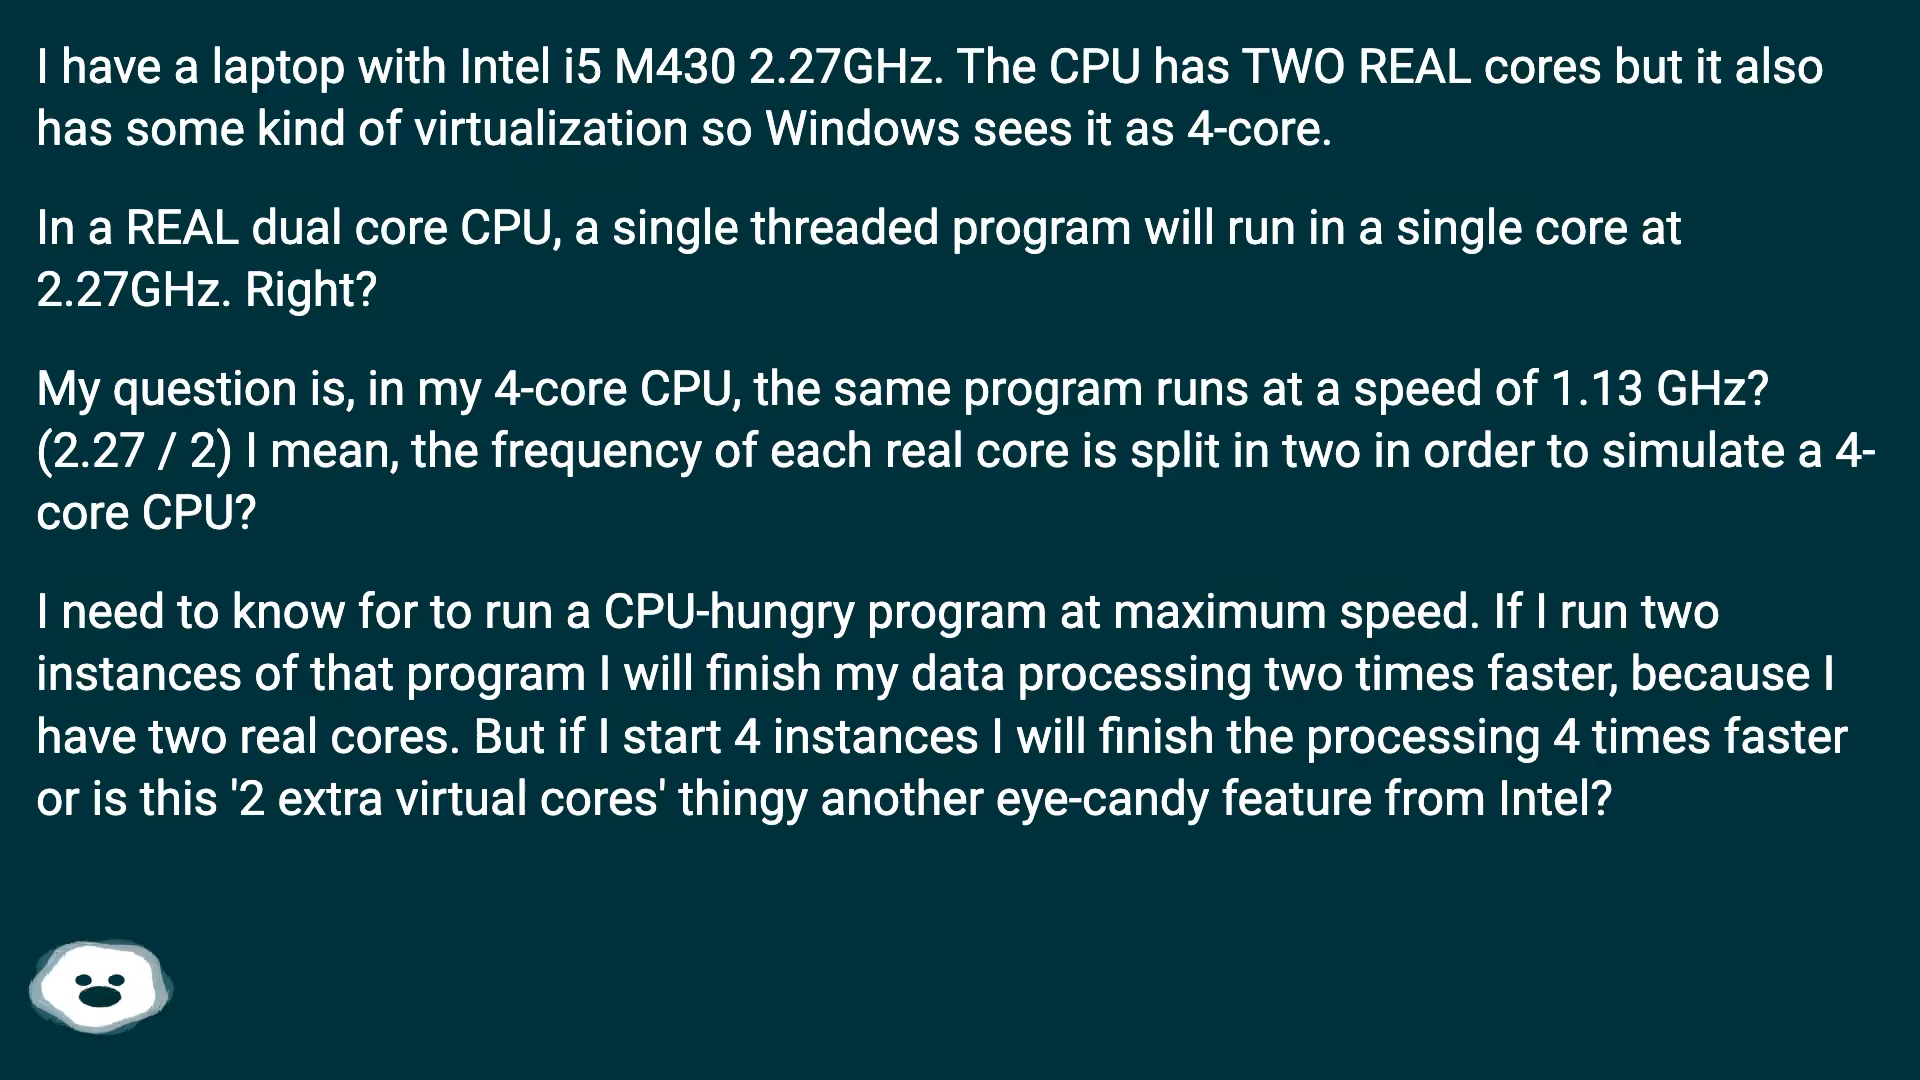 I have a laptop with Intel i5 M430 2.27GHz. The CPU has TWO REAL cores but it also
has some kind of virtualization so Windows sees it as 4-core.
In a REAL dual core CPU, a single threaded program will run in a single core at
2.27GHz. Right?
My question is, in my 4-core CPU, the same program runs at a speed of 1.13 GHz?
(2.27 / 2) I mean, the frequency of each real core is split in two in order to simulate a 4-
core CPU?
I need to know for to run a CPU-hungry program at maximum speed. If I run two
instances of that program I will finish my data processing two times faster, because I
have two real cores. But if I start 4 instances I will finish the processing 4 times faster
or is this '2 extra virtual cores' thingy another eye-candy feature from Intel?